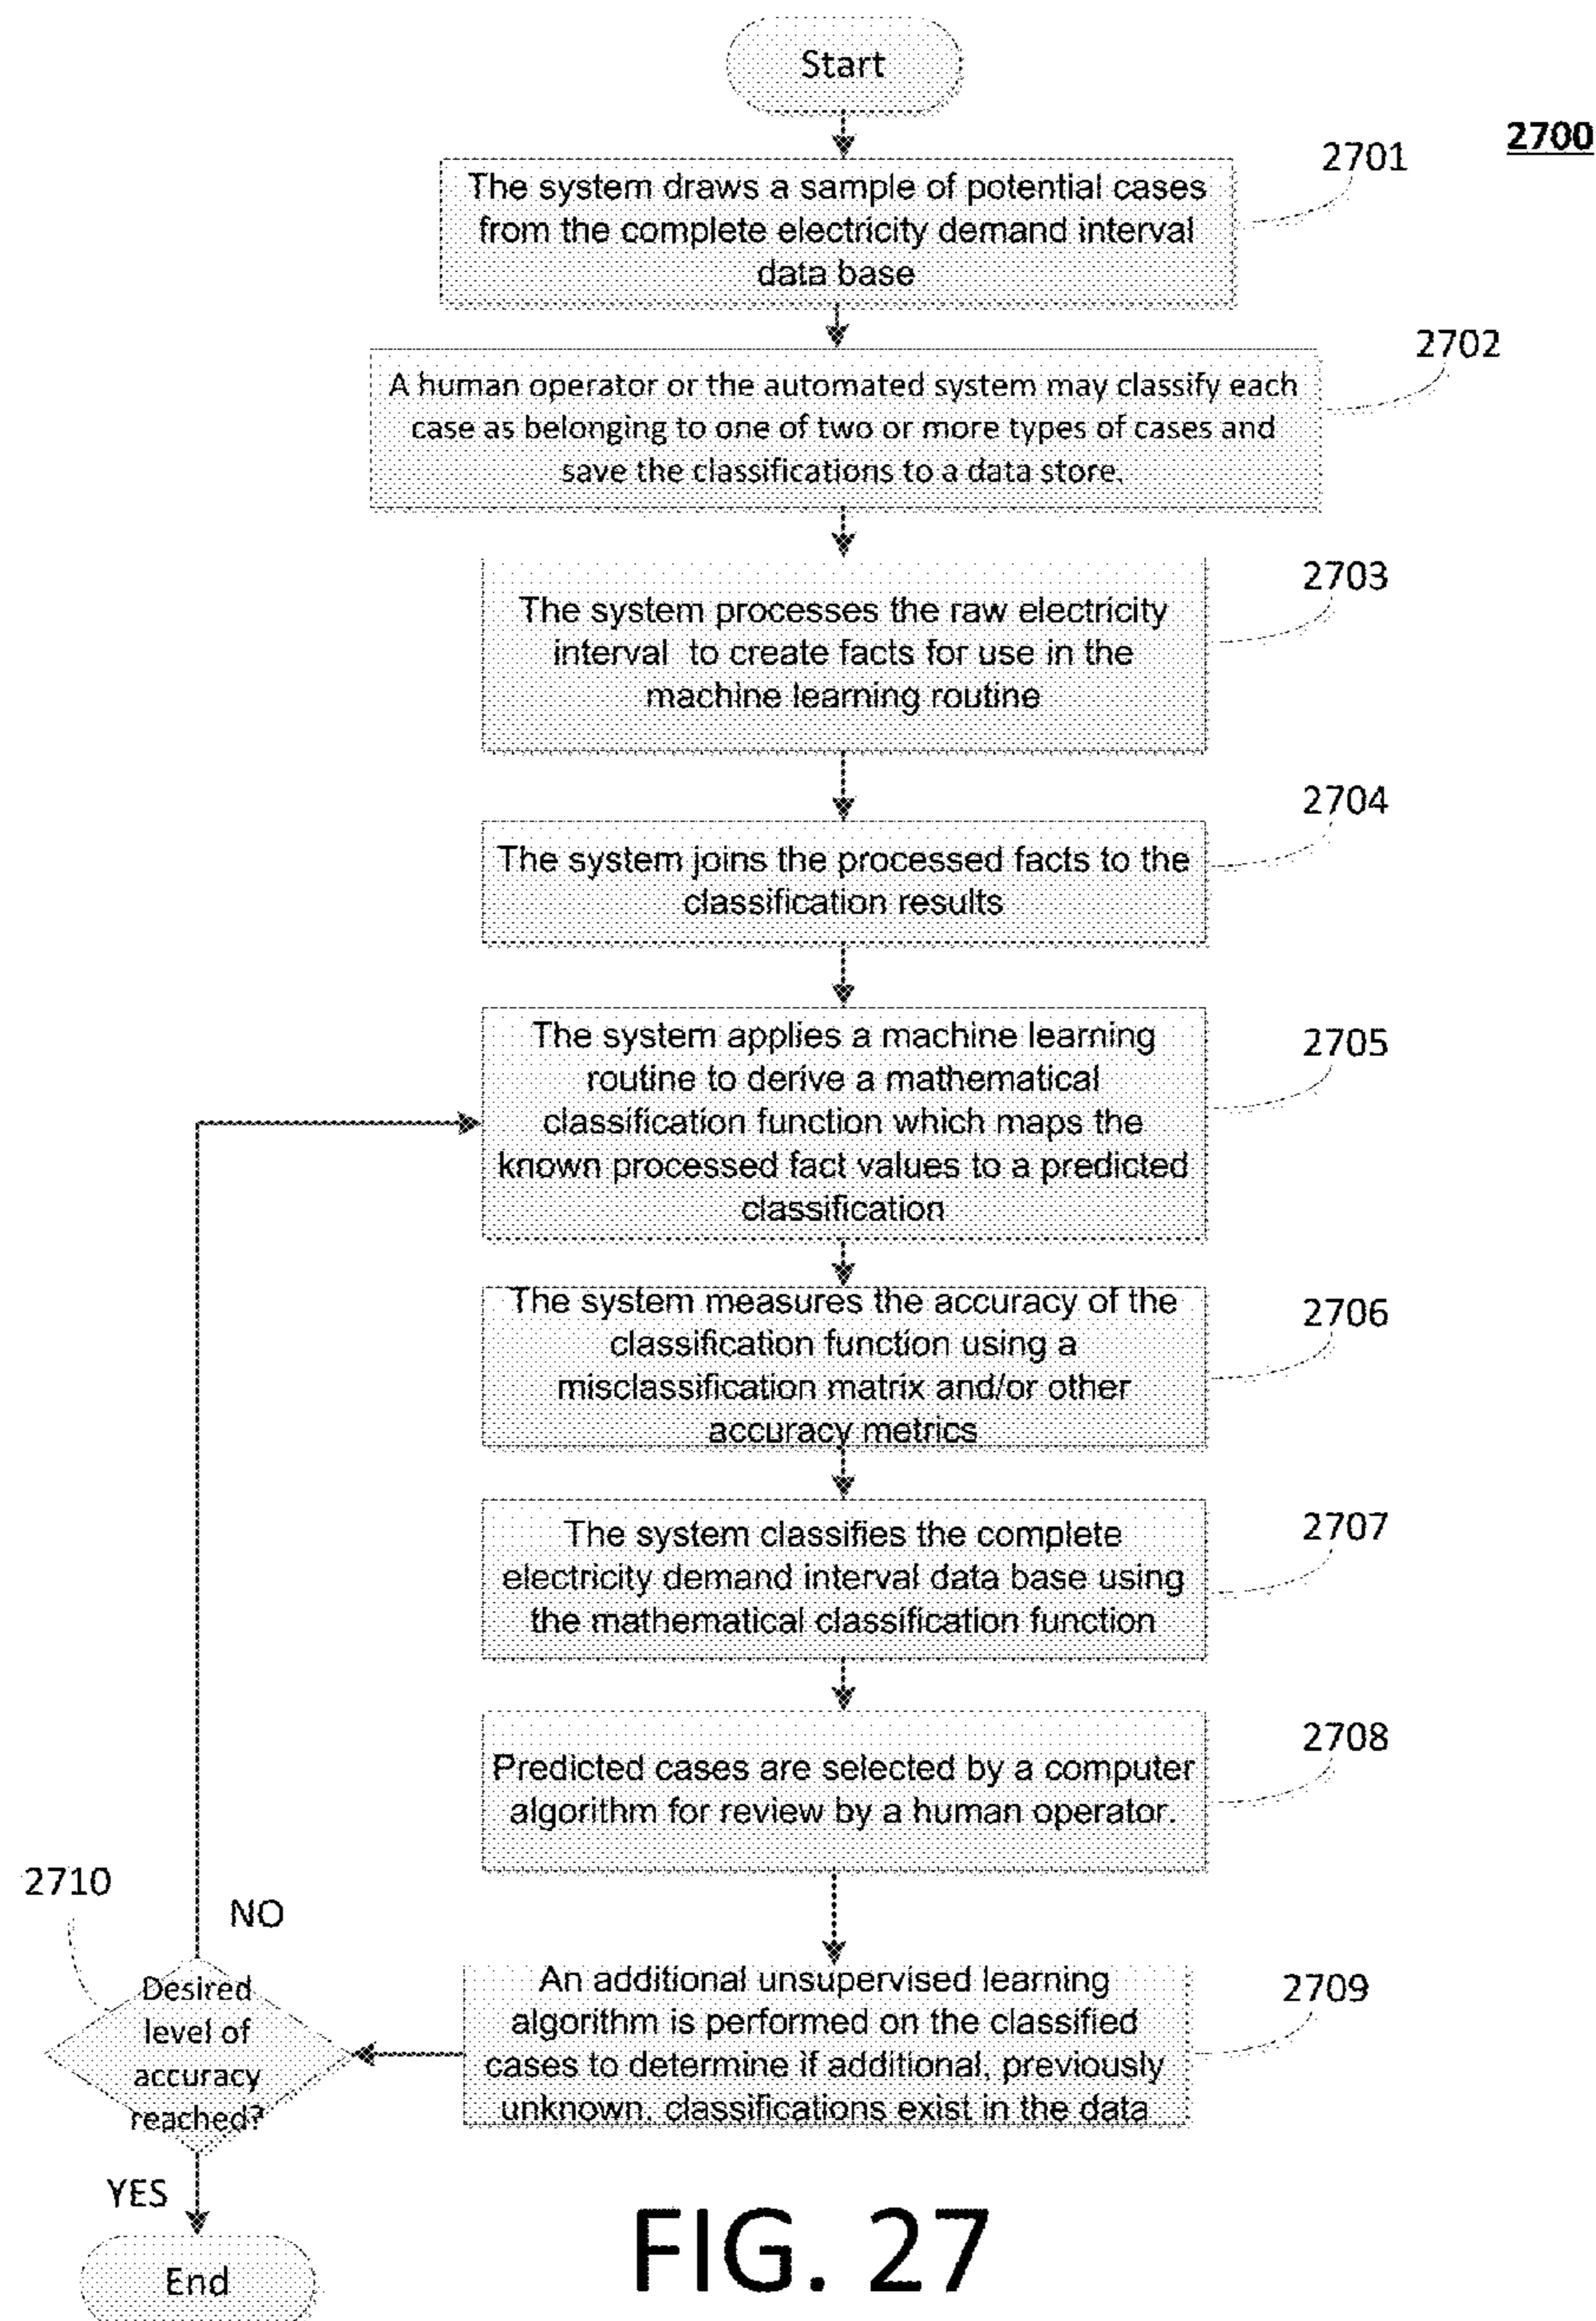 Start
2700
2701
The system draws a sample of potential cases
from the complete electricity demand interval
data base
2702
A human operator or the automated system may classify each
case as belonging to one of two or more types of cases and
save the classifications to a data store.
2703
The system processes the raw electricity
interval to create facts for use in the
machine learning routine
2704
The system joins the processed facts to the
classification results
2705
The system applies a machine learning
routine to derive a mathematical
classification function which maps the
known processed fact values to a predicted
classification
2706
The system measures the accuracy of the
classification function using a
misclassification matrix and/or other
accuracy metrics
2707
The system classifies the complete
electricity demand interval data base using
the mathematical classification function
2708
Predicted cases are selected by a computer
algorithm for review by a human operator.
2709
An additional unsupervised learning
algorithm is performed on the classified
cases to determine if additional, previously
unknown, classifications exist in the data
2710
NO
Desired
level of
accuracy
reached?
YES
End
FIG. 27